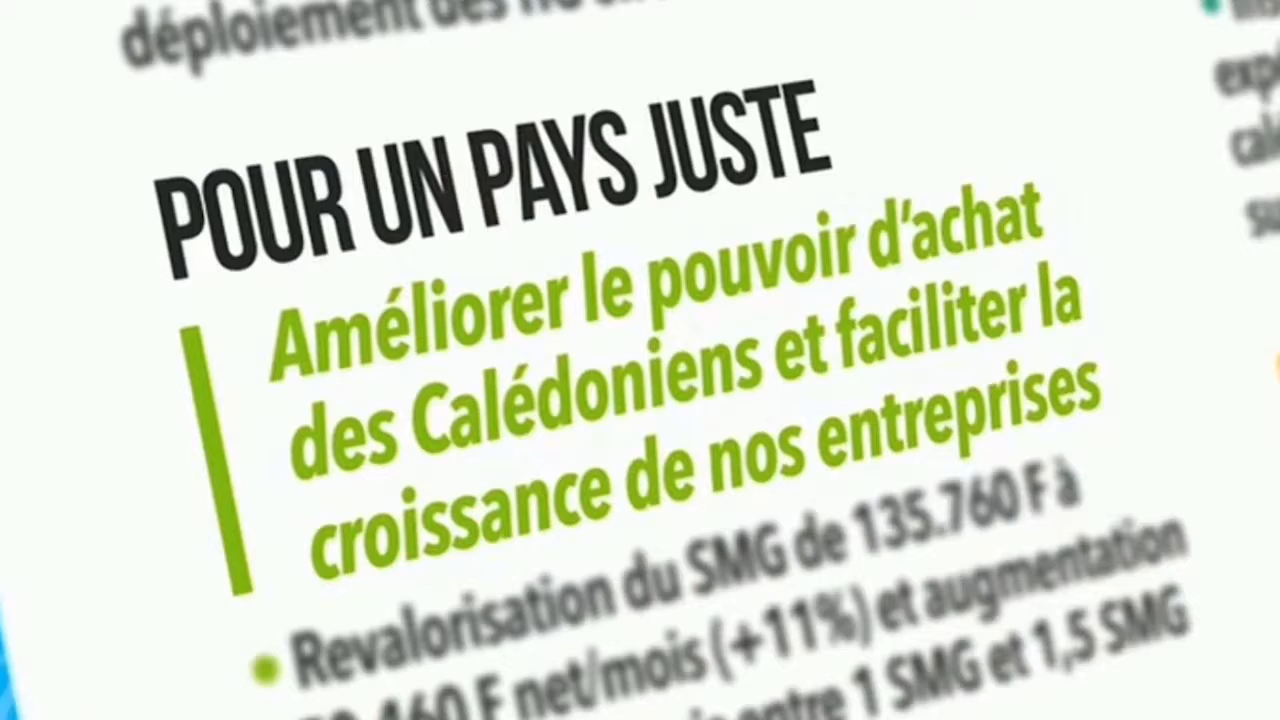 déploiement des
POUR UN PAYS JUSTE
Améliorer le pouvoir d'achat
des Calédoniens et faciliter la
croissance de nos entreprises
• Revalorisation du SMG de 135.760 F à
460 F net/mois (+11%) et augmentation
entre 1 SMG et 1,5 SMG